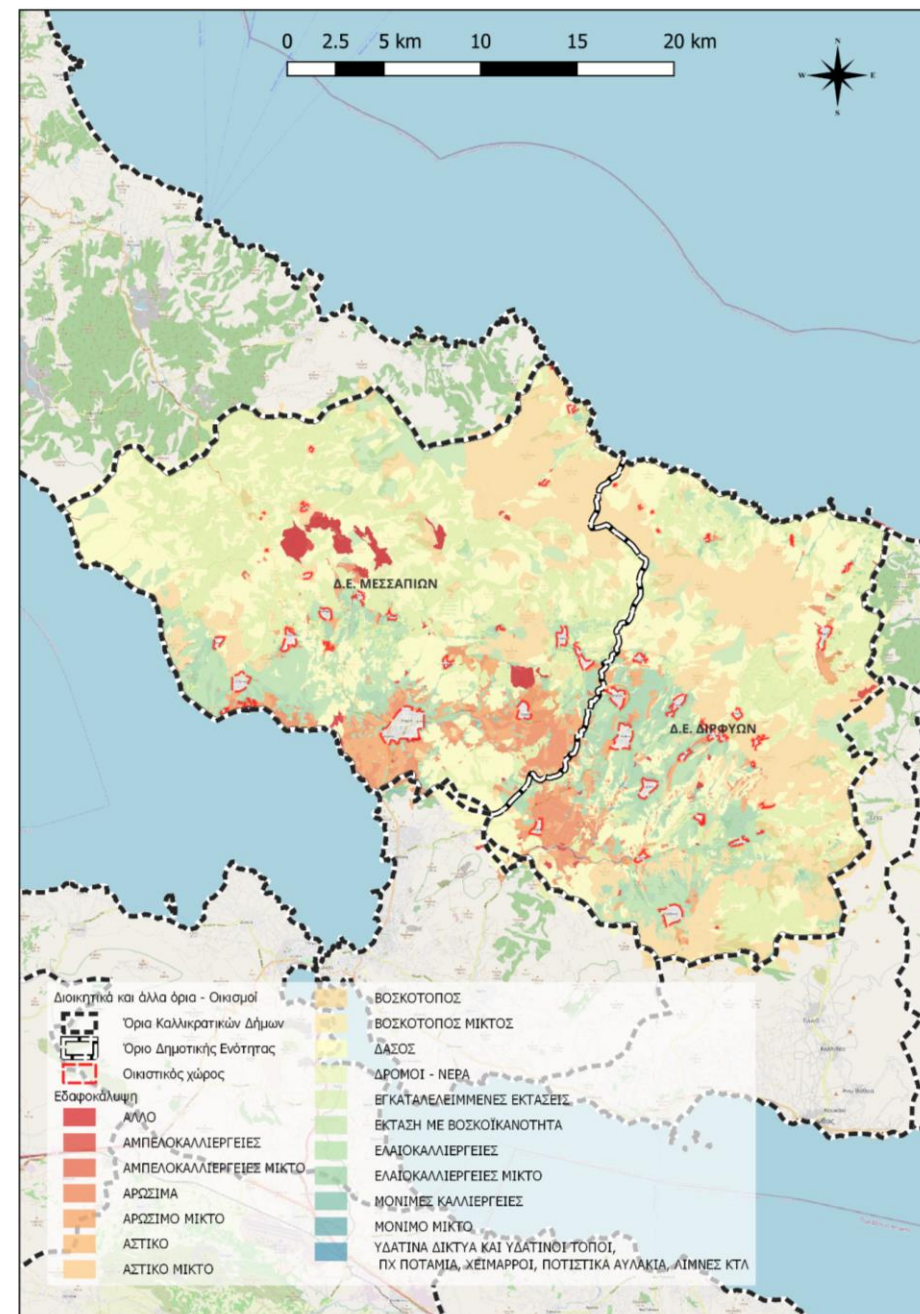 0 2.5 5 km 10 15 20 km
N
W E
S
Δ.Ε. ΜΕΣΣΑΠΙΩΝ
Δ.Ε. ΔΙΡΦΥΩΝ
Διοικητικά και άλλα όρια - Οικισμοί
Όρια Καλλικρατικών Δήμων
Όριο Δημοτικής Ενότητας
Οικιστικός χώρος
Εδαφοκάλυψη
ΑΛΛΟ
ΑΜΠΕΛΟΚΑΛΛΙΕΡΓΕΙΕΣ
ΑΜΠΕΛΟΚΑΛΛΙΕΡΓΕΙΕΣ ΜΙΚΤΟ
ΑΡΩΣΙΜΑ
ΑΡΩΣΙΜΟ ΜΙΚΤΟ
ΑΣΤΙΚΟ
ΑΣΤΙΚΟ ΜΙΚΤΟ
ΒΟΣΚΟΤΟΠΟΣ
ΒΟΣΚΟΤΟΠΟΣ ΜΙΚΤΟΣ
ΔΑΣΟΣ
ΔΡΟΜΟΙ - ΝΕΡΑ
ΕΓΚΑΤΑΛΕΛΕΙΜΜΕΝΕΣ ΕΚΤΑΣΕΙΣ
ΕΚΤΑΣΗ ΜΕ ΒΟΣΚΟΪΚΑΝΟΤΗΤΑ
ΕΛΑΙΟΚΑΛΛΙΕΡΓΕΙΕΣ
ΕΛΑΙΟΚΑΛΛΙΕΡΓΕΙΕΣ ΜΙΚΤΟ
ΜΟΝΙΜΕΣ ΚΑΛΛΙΕΡΓΕΙΕΣ
ΜΟΝΙΜΟ ΜΙΚΤΟ
ΥΔΑΤΙΝΑ ΔΙΚΤΥΑ ΚΑΙ ΥΔΑΤΙΝΟΙ ΤΟΠΟΙ,
ΠΧ ΠΟΤΑΜΙΑ, ΧΕΙΜΑΡΡΟΙ, ΠΟΤΙΣΤΙΚΑ ΑΥΛΑΚΙΑ, ΛΙΜΝΕΣ ΚΤΛ